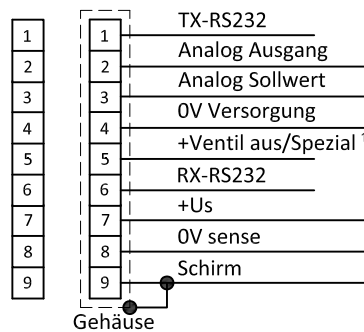 1 1 TX-RS232
2 2 Analog Ausgang
3 3 Analog Sollwert
4 4 0V Versorgung
5 5 +Ventil aus/Spezial
6 6 RX-RS232
7 7 +Us
8 8 0V sense
9 9 Schirm
Gehäuse